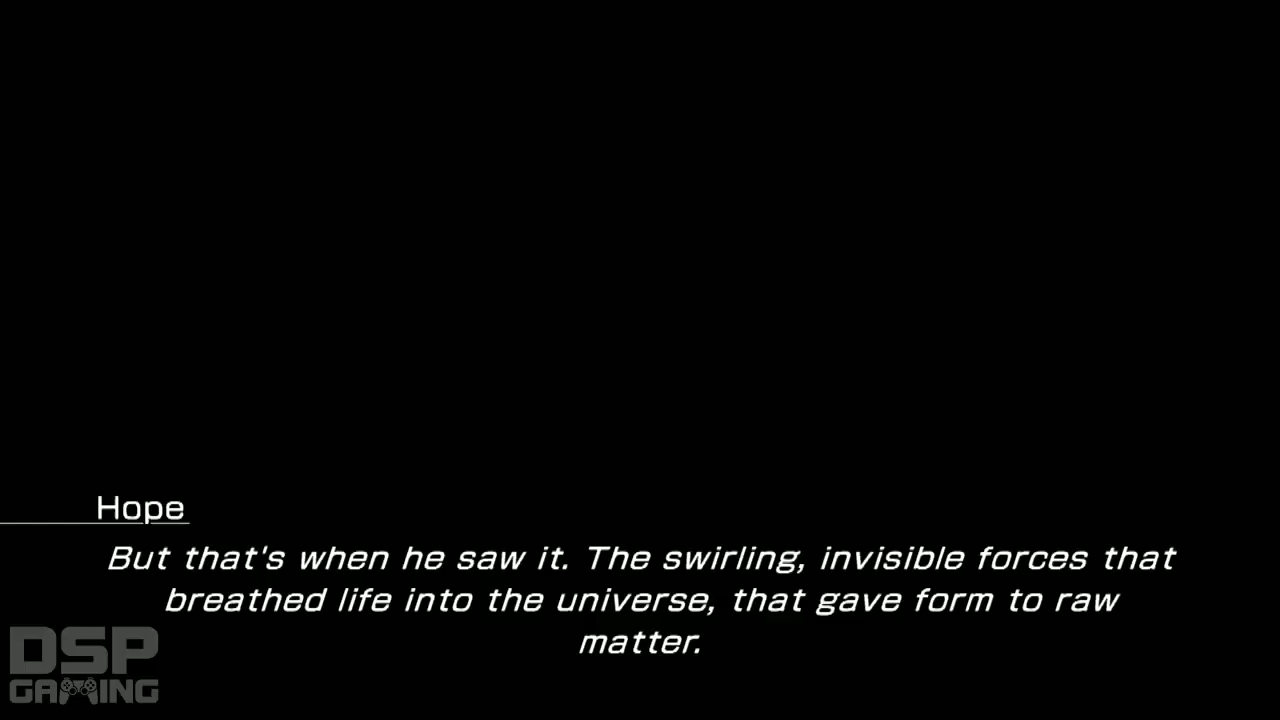 Hope
But that's when he saw it. The swirling, invisible forces that
breathed life into the universe, that gave form to raw
matter.
DSP
GAMING